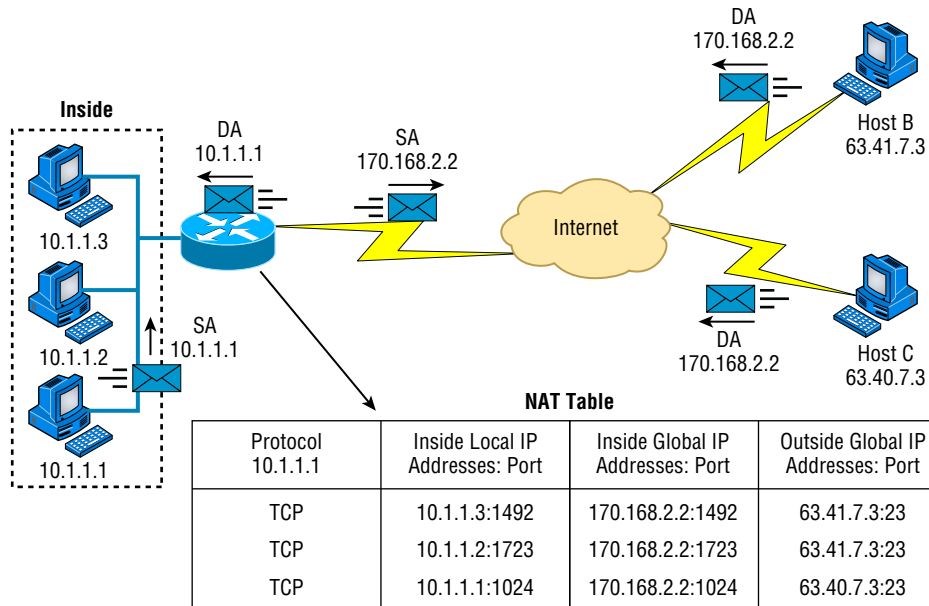 Inside
10.1.1.3
10.1.1.2
10.1.1.1
SA
10.1.1.1
DA
10.1.1.1
SA
170.168.2.2
Internet
DA
170.168.2.2
Host B
63.41.7.3
DA
170.168.2.2
Host C
63.40.7.3
NAT Table
Protocol
10.1.1.1
Inside Local IP
Addresses: Port
Inside Global IP
Addresses: Port
Outside Global IP
Addresses: Port
TCP 10.1.1.3:1492 170.168.2.2:1492 63.41.7.3:23
TCP 10.1.1.2:1723 170.168.2.2:1723 63.41.7.3:23
TCP 10.1.1.1:1024 170.168.2.2:1024 63.40.7.3:23